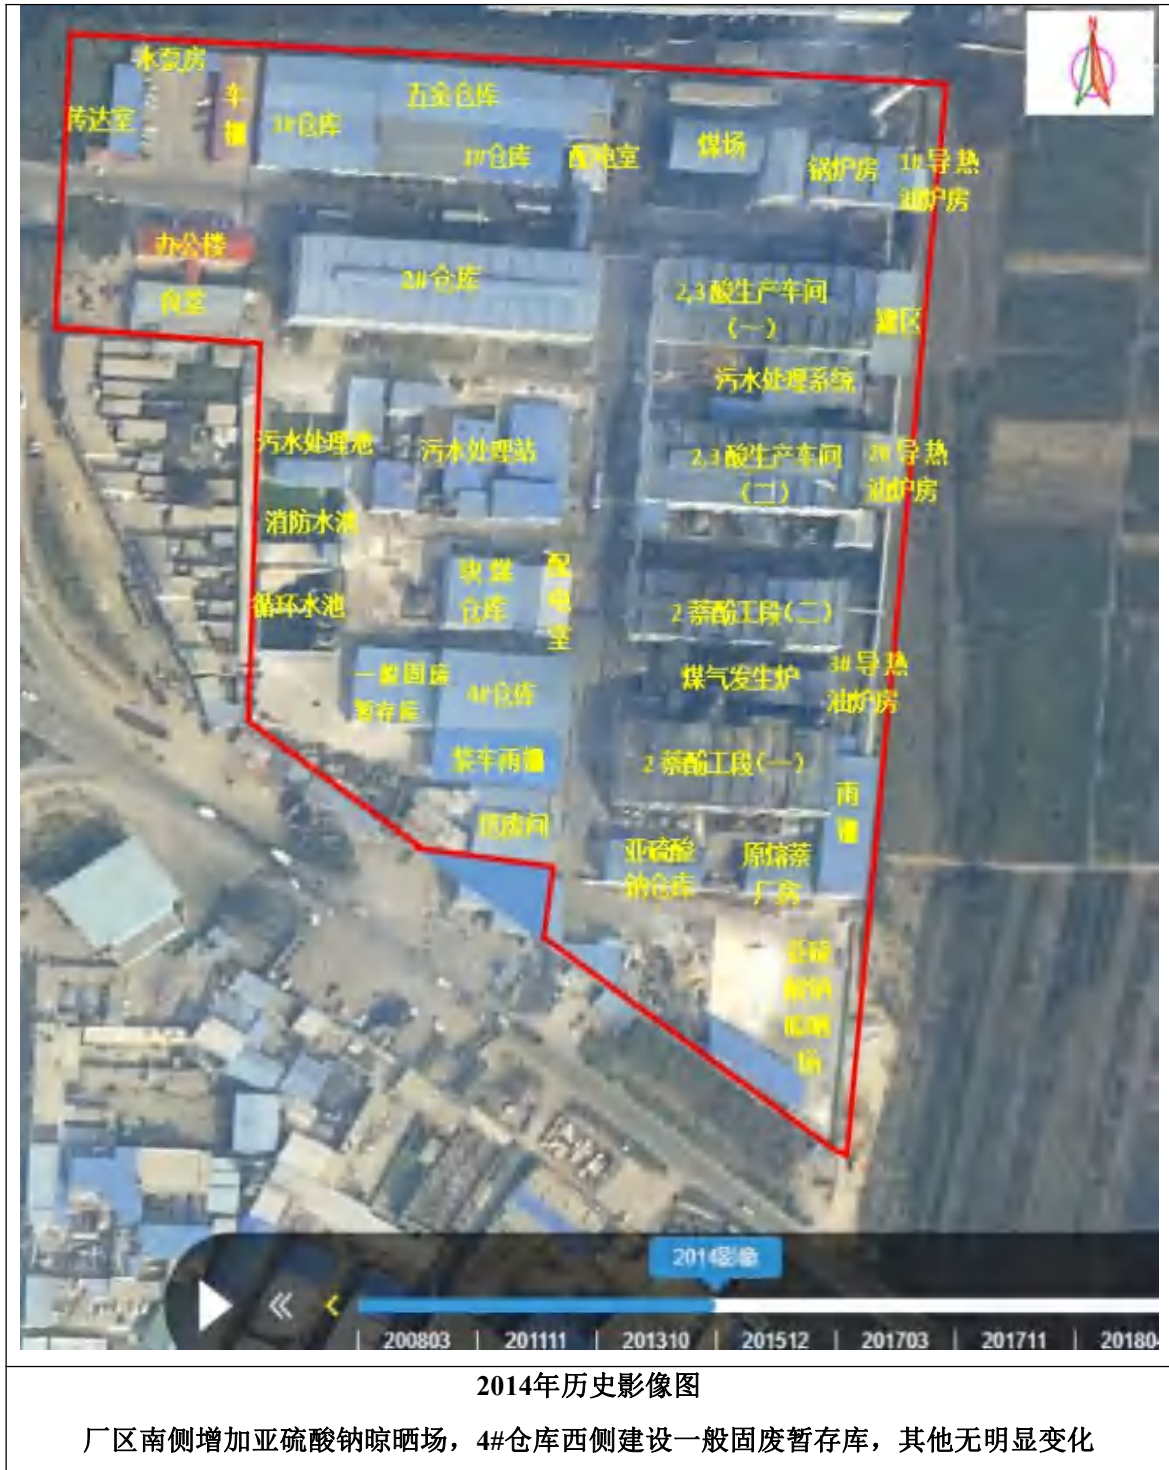 N
水泵房
传达室
车
棚
五金仓库
3#仓库
1#仓库
配电室
煤场
锅炉房
1#导热
油炉房
办公楼
食堂
2#仓库
2,3酸生产车间
（一）
罐区
污水处理系统
污水处理池
污水处理站
2,3酸生产车间
（二）
2#导热
油炉房
消防水池
循环水池
块煤
仓库
配
电
室
2萘酚工段（二）
一般固废
暂存库
4#仓库
煤气发生炉
3#导热
油炉房
装车雨棚
2萘酚工段（一）
雨
棚
危废间
亚硫酸
钠仓库
原熔萘
厂房
亚硫
酸钠
晾晒
场
2014影像
200803
201111
201310
201512
201703
201711
20180
2014年历史影像图
厂区南侧增加亚硫酸钠晾晒场，4#仓库西侧建设一般固废暂存库，其他无明显变化